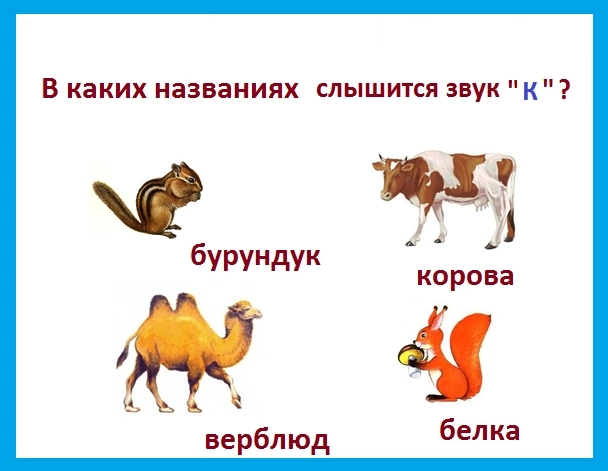 В каких названиях слышится звук "К"?
бурундук
корова
верблюд
белка